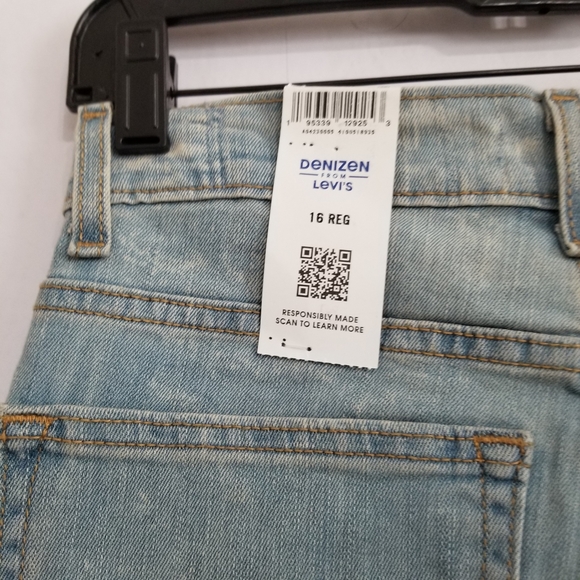 1 95339 12925 3
DENIZEN
FROM
LEVI'S
16 REG
RESPONSIBLY MADE
SCAN TO LEARN MORE